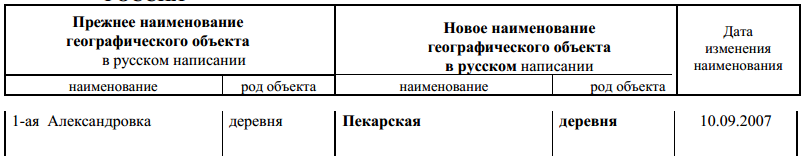 Прежнее наименование
географического объекта
в русском написании
Новое наименование
географического объекта
в русском написании
Дата
изменения
наименования
наименование род объекта наименование род объекта
1-ая Александровка деревня Пекарская деревня 10.09.2007